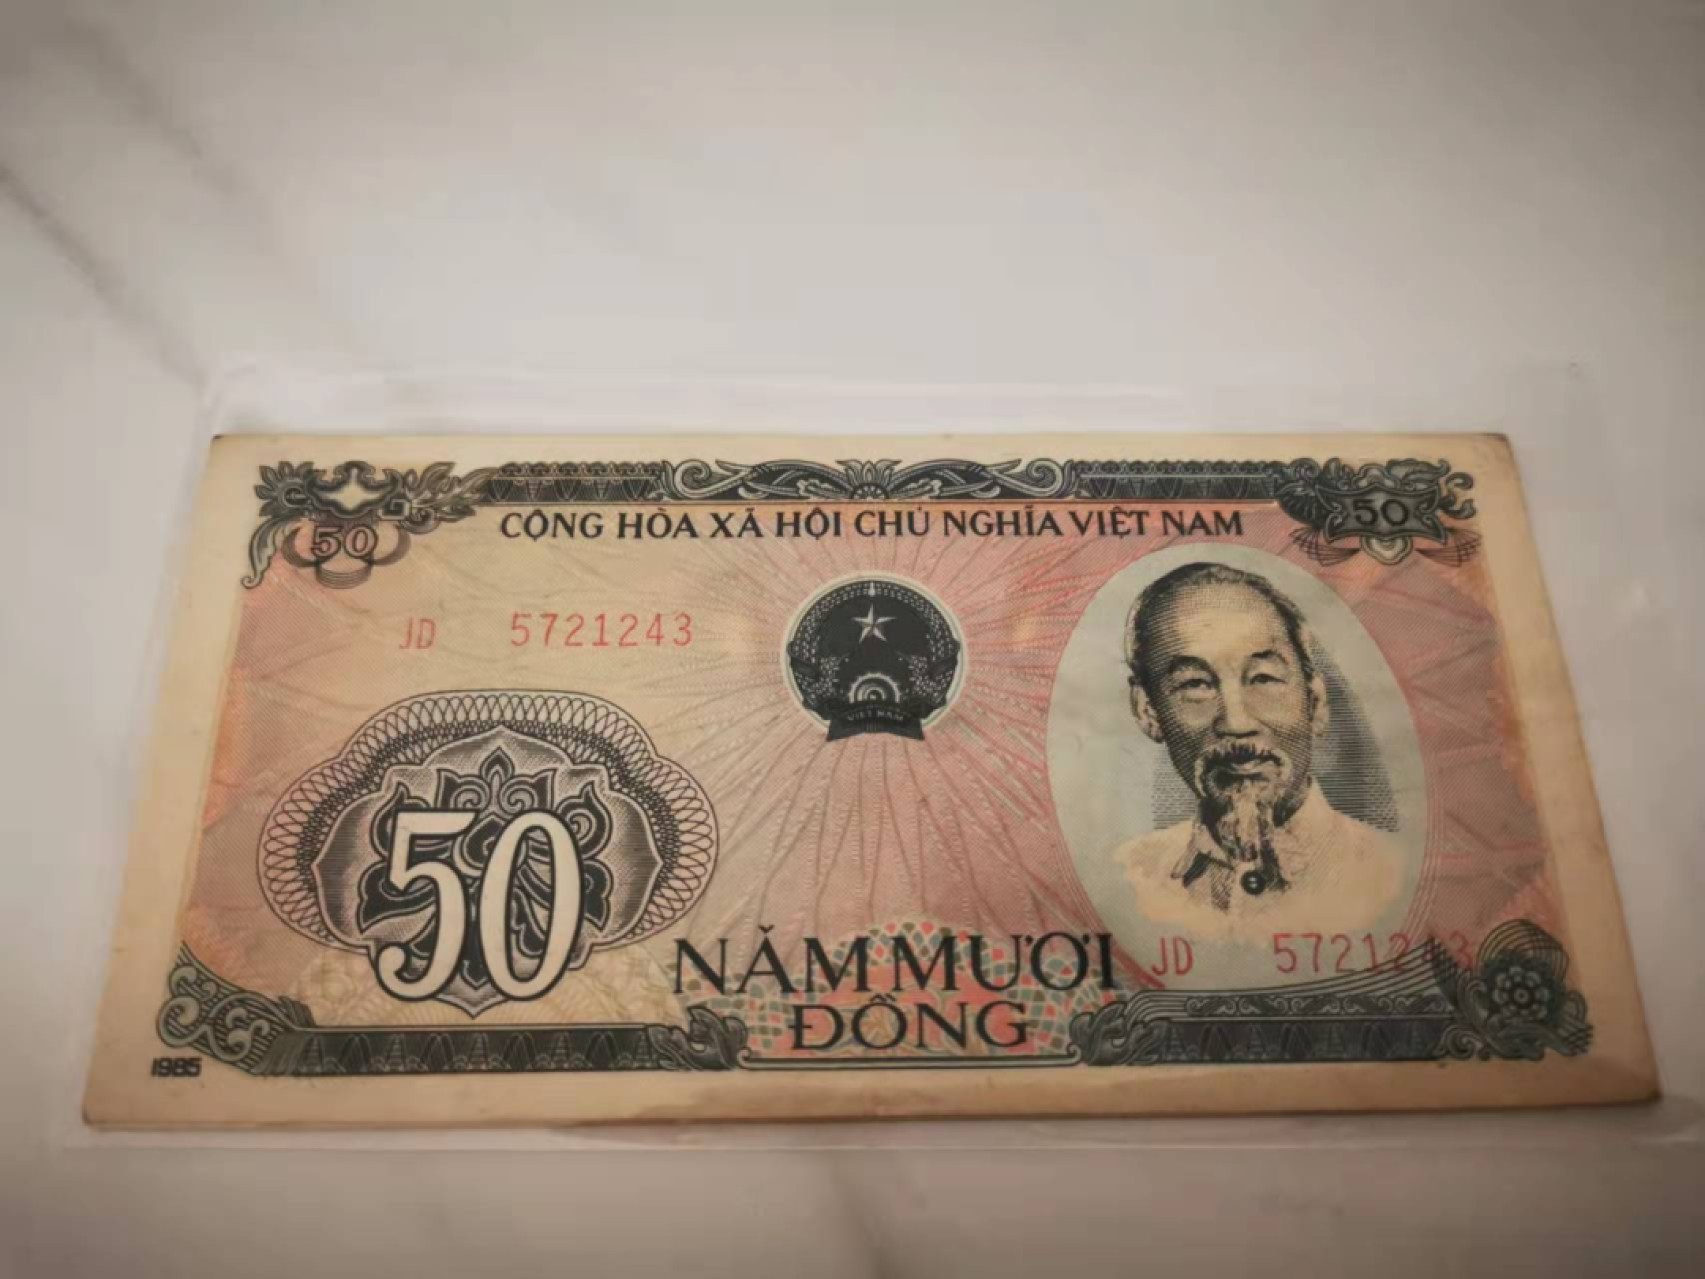 CỘNG HÒA XÃ HỘI CHỦ NGHĨA VIỆT NAM
50
50
JD 5721243
VIỆT NAM
50
NĂM MƯƠI
ĐỒNG
JD 5721243
1985